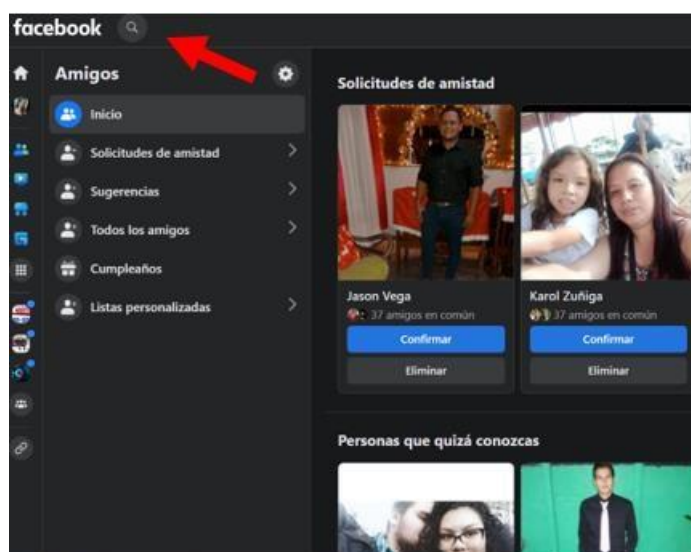 facebook
Amigos
Inicio
Solicitudes de amistad
Sugerencias
Todos los amigos
Cumpleaños
Listas personalizadas
Solicitudes de amistad
Jason Vega
37 amigos en común
Confirmar
Eliminar
Karol Zuñiga
37 amigos en común
Confirmar
Eliminar
Personas que quizá conozcas